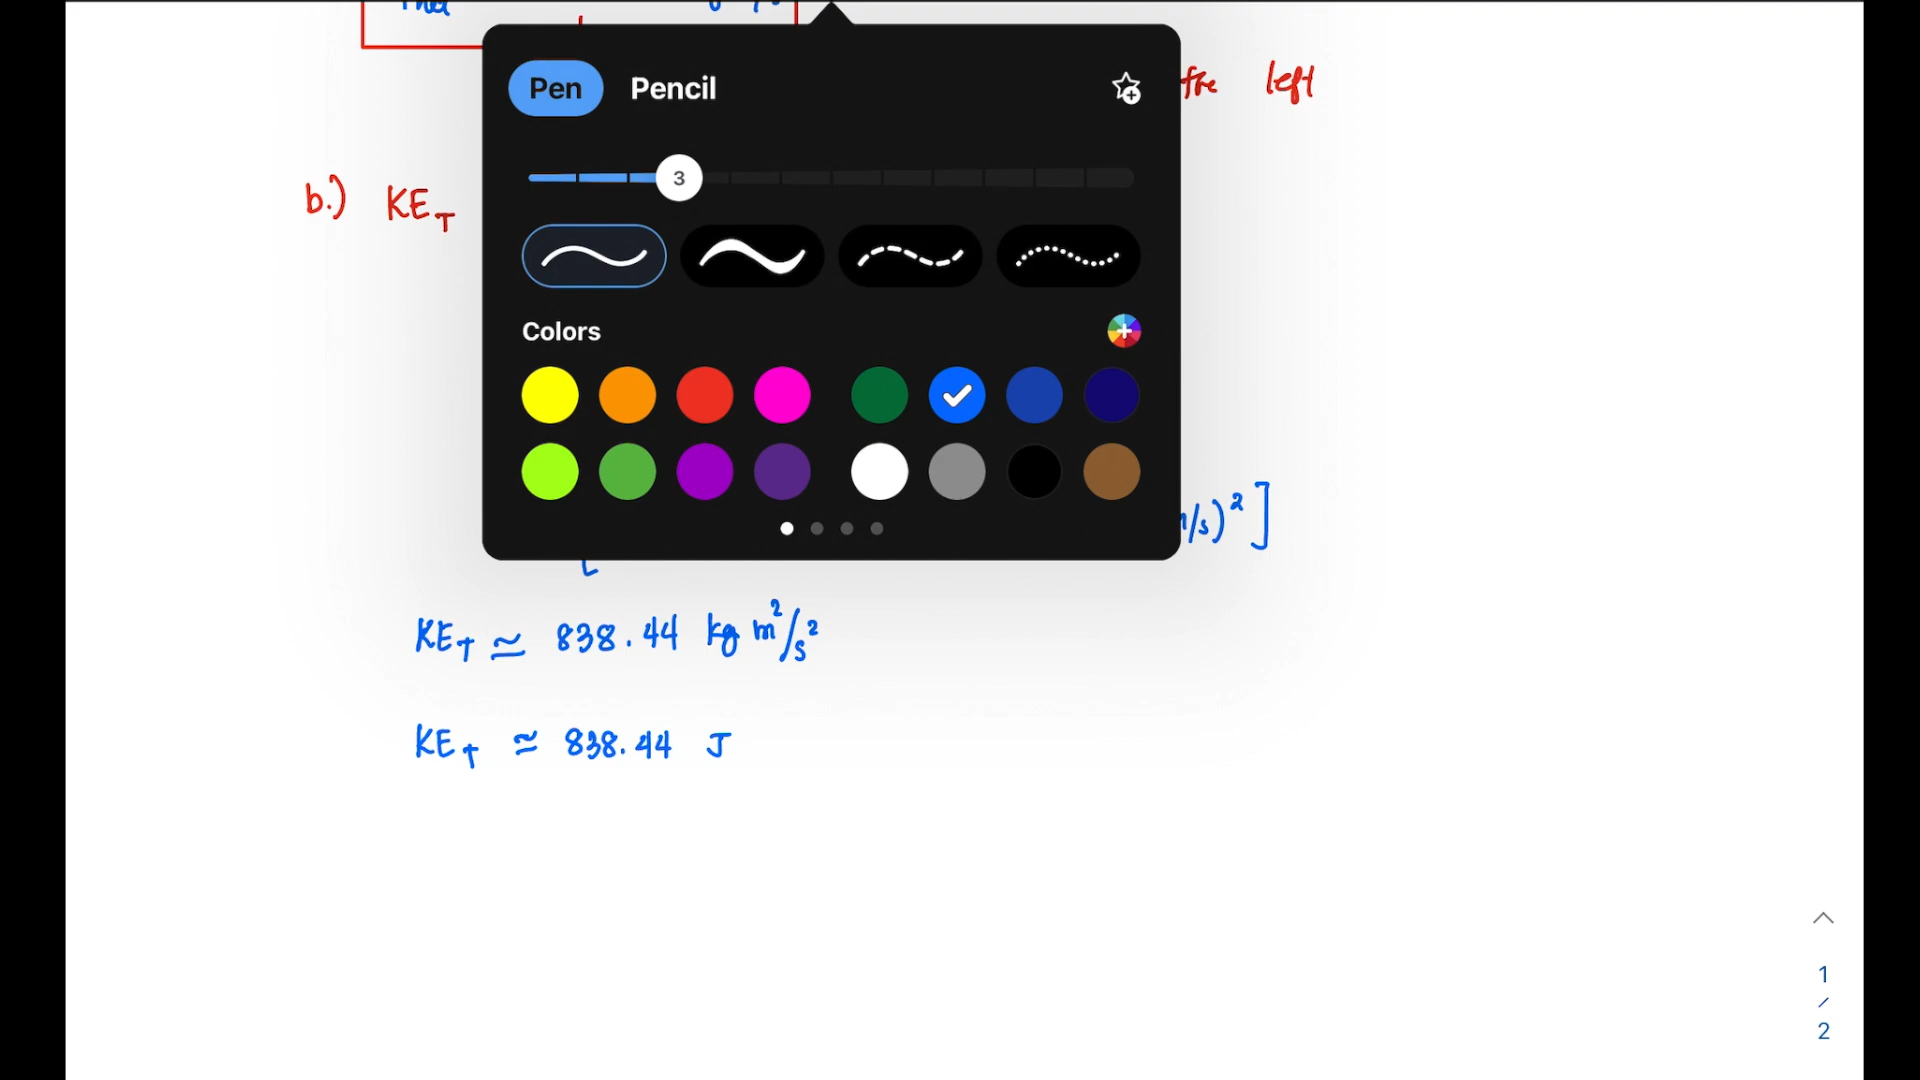 the left
Pen Pencil
3
b.) KE_T
Colors
/s)² ]
KE_T ≃ 838.44 kg m²/s²
KE_T ≃ 838.44 J
1
/
2